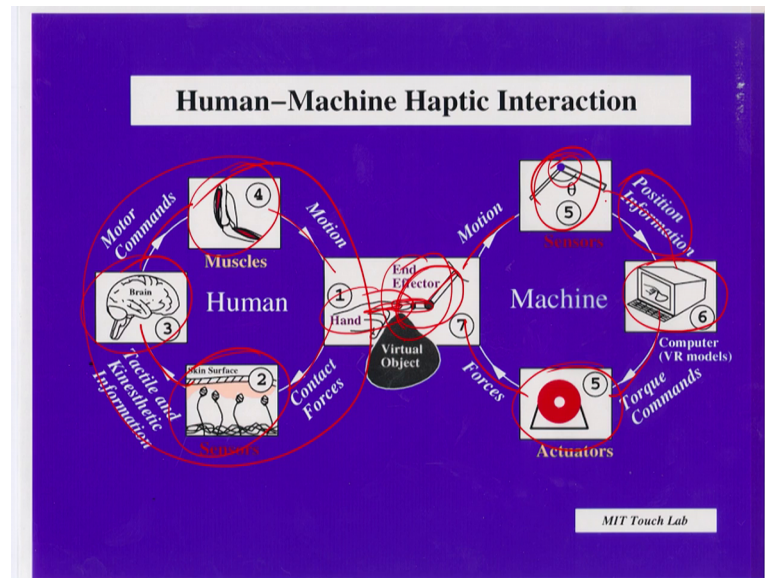 Human-Machine Haptic Interaction
Motor
Commands
4
Muscles
Motion
Brain
3
Human
Tactile and
Kinesthetic
Information
Skin Surface
2
Sensors
Contact
Forces
1
Hand
End
Effector
7
Virtual
Object
Motion
θ
5
Sensors
Position
Information
Machine
6
Computer
(VR models)
Torque
Commands
5
Actuators
Forces
MIT Touch Lab